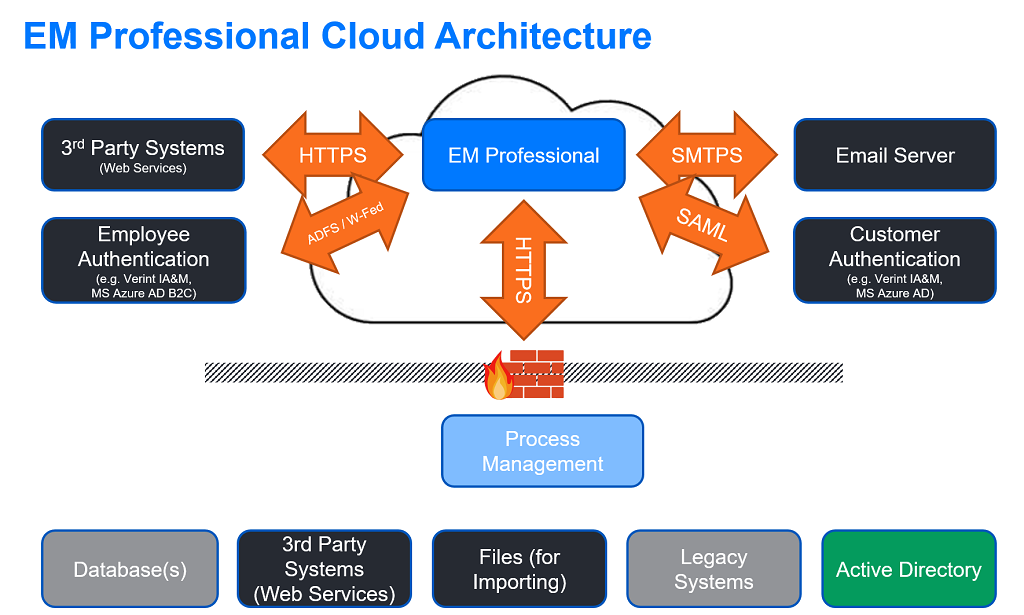 EM Professional Cloud Architecture
3rd Party Systems
(Web Services)
HTTPS
EM Professional
SMTPS
Email Server
Employee
Authentication
(e.g. Verint IA&M,
MS Azure AD B2C)
ADFS / W-Fed
HTTPS
SAML
Customer
Authentication
(e.g. Verint IA&M,
MS Azure AD)
Process
Management
Database(s)
3rd Party
Systems
(Web Services)
Files (for
Importing)
Legacy
Systems
Active Directory